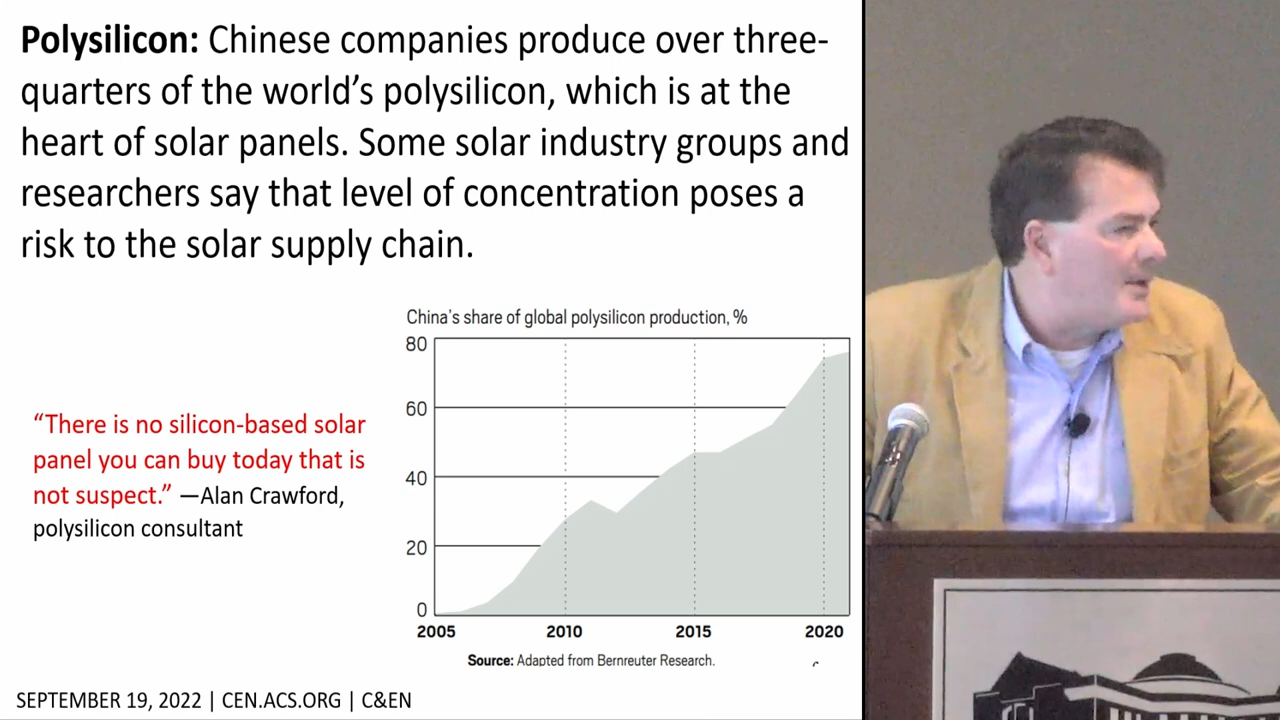 Polysilicon: Chinese companies produce over three-
quarters of the world’s polysilicon, which is at the
heart of solar panels. Some solar industry groups and
researchers say that level of concentration poses a
risk to the solar supply chain.
China’s share of global polysilicon production, %
80
60
40
20
0
2005 2010 2015 2020
“There is no silicon-based solar
panel you can buy today that is
not suspect.” —Alan Crawford,
polysilicon consultant
Source: Adapted from Bernreuter Research.
SEPTEMBER 19, 2022 | CEN.ACS.ORG | C&EN